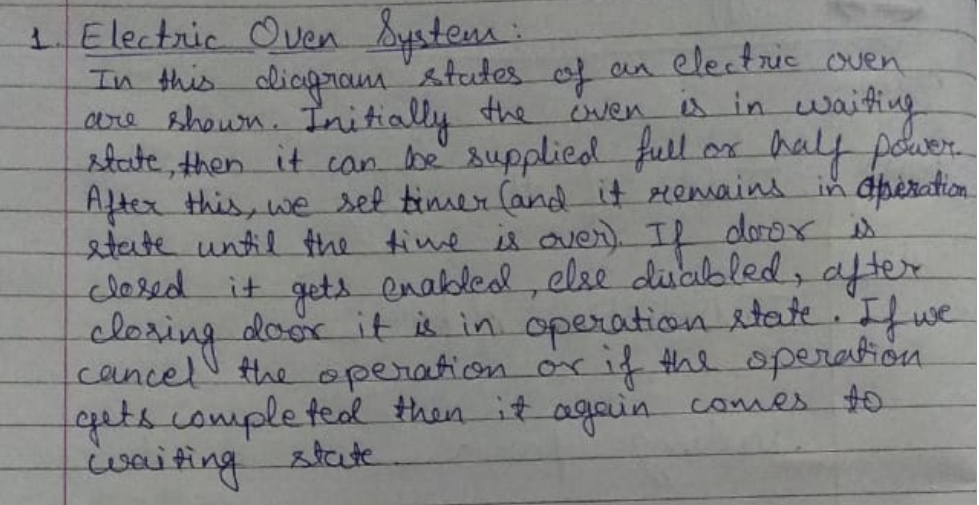 1. Electric Oven System:
In this diagram states of an electric oven
are shown. Initially the oven is in waiting
state, then it can be supplied full or half power.
After this, we set timer (and it remains in operation
state until the time is over). If door is
closed it gets enabled, else disabled, after
closing door it is in operation state. If we
cancel the operation or if the operation
gets completed then it again comes to
waiting state